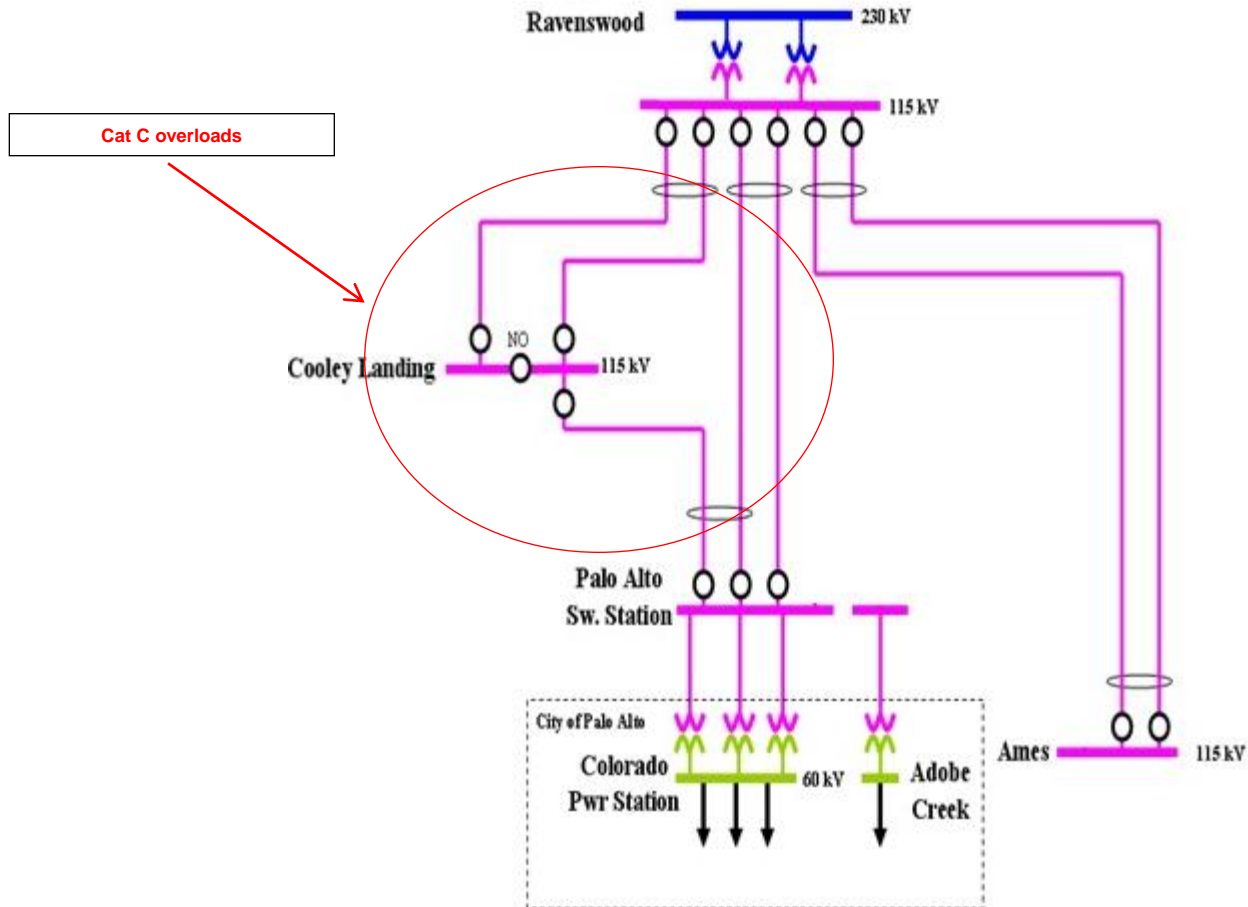 Ravenswood
230 kV
115 kV
Cat C overloads
NO
Cooley Landing
115 kV
Palo Alto
Sw. Station
City of Palo Alto
Colorado
Pwr Station
60 kV
Adobe
Creek
Ames
115 kV